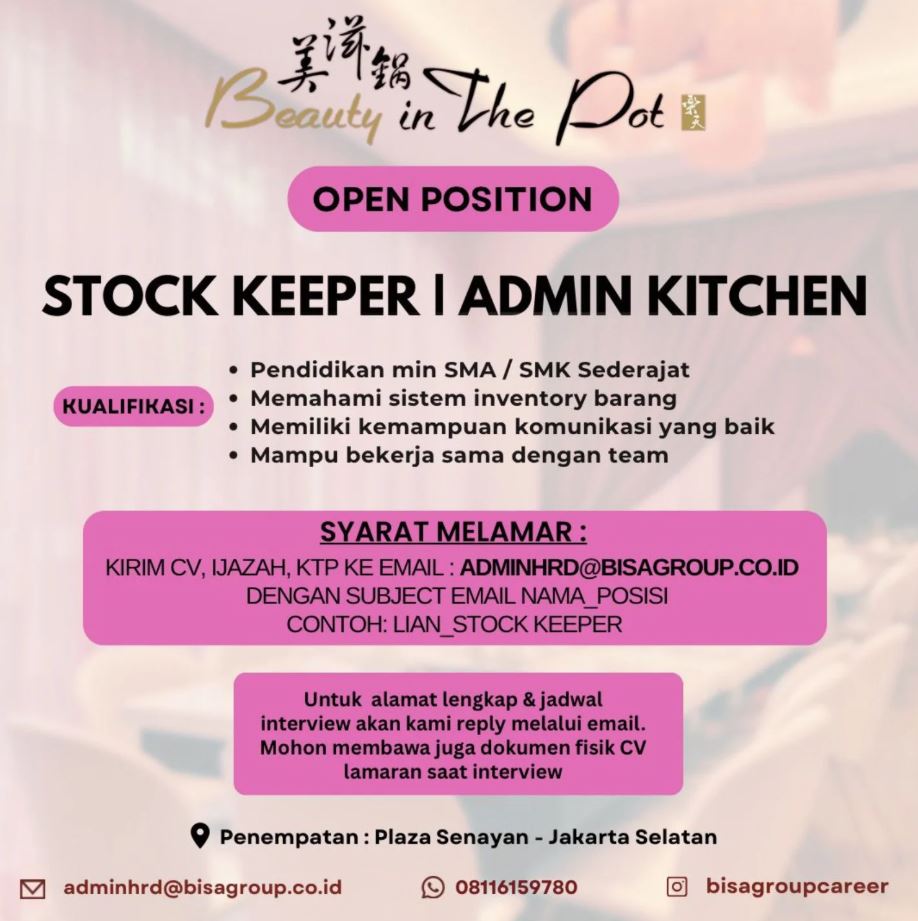 美滋鍋
Beauty in The Pot
樂天
OPEN POSITION
STOCK KEEPER | ADMIN KITCHEN
KUALIFIKASI :
• Pendidikan min SMA / SMK Sederajat
• Memahami sistem inventory barang
• Memiliki kemampuan komunikasi yang baik
• Mampu bekerja sama dengan team
SYARAT MELAMAR :
KIRIM CV, IJAZAH, KTP KE EMAIL : ADMINHRD@BISAGROUP.CO.ID
DENGAN SUBJECT EMAIL NAMA_POSISI
CONTOH: LIAN_STOCK KEEPER
Untuk alamat lengkap & jadwal
interview akan kami reply melalui email.
Mohon membawa juga dokumen fisik CV
lamaran saat interview
Penempatan : Plaza Senayan - Jakarta Selatan
adminhrd@bisagroup.co.id
08116159780
bisagroupcareer